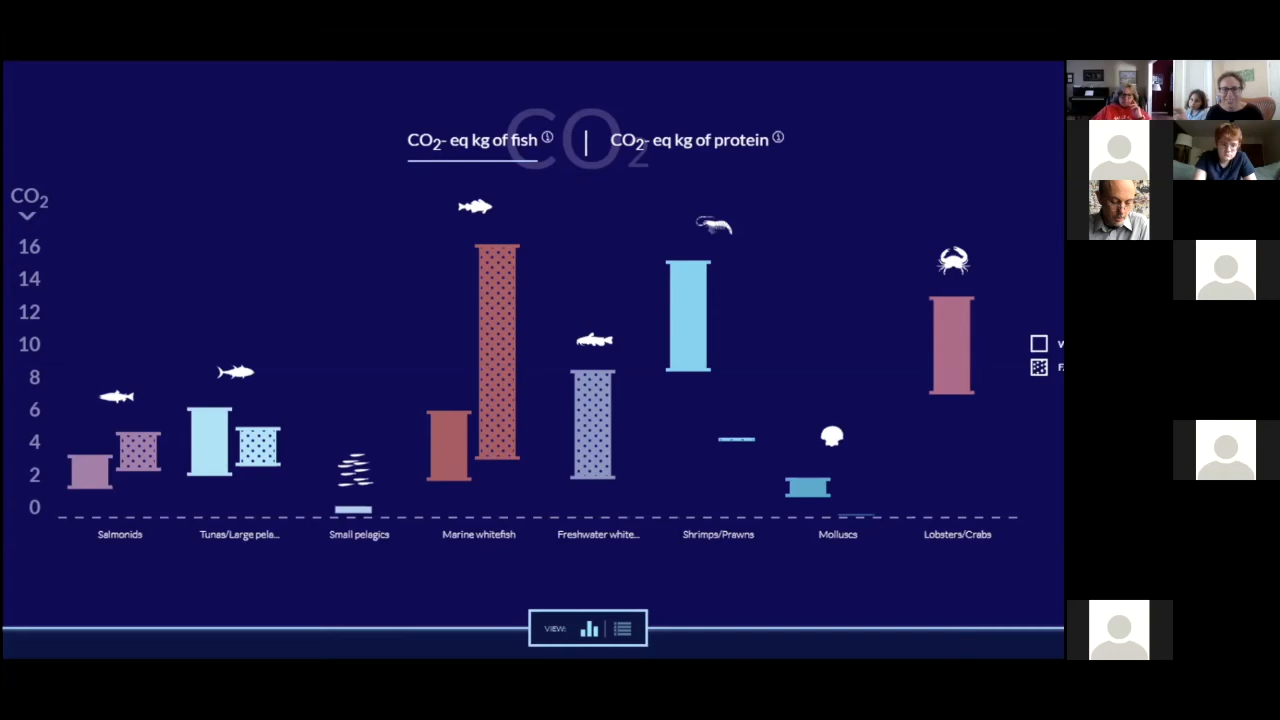 CO2
CO2- eq kg of fish
CO2- eq kg of protein
CO2
16
14
12
10
8
6
4
2
0
Salmonids
Tunas/Large pela...
Small pelagics
Marine whitefish
Freshwater white...
Shrimps/Prawns
Molluscs
Lobsters/Crabs
VIEW: